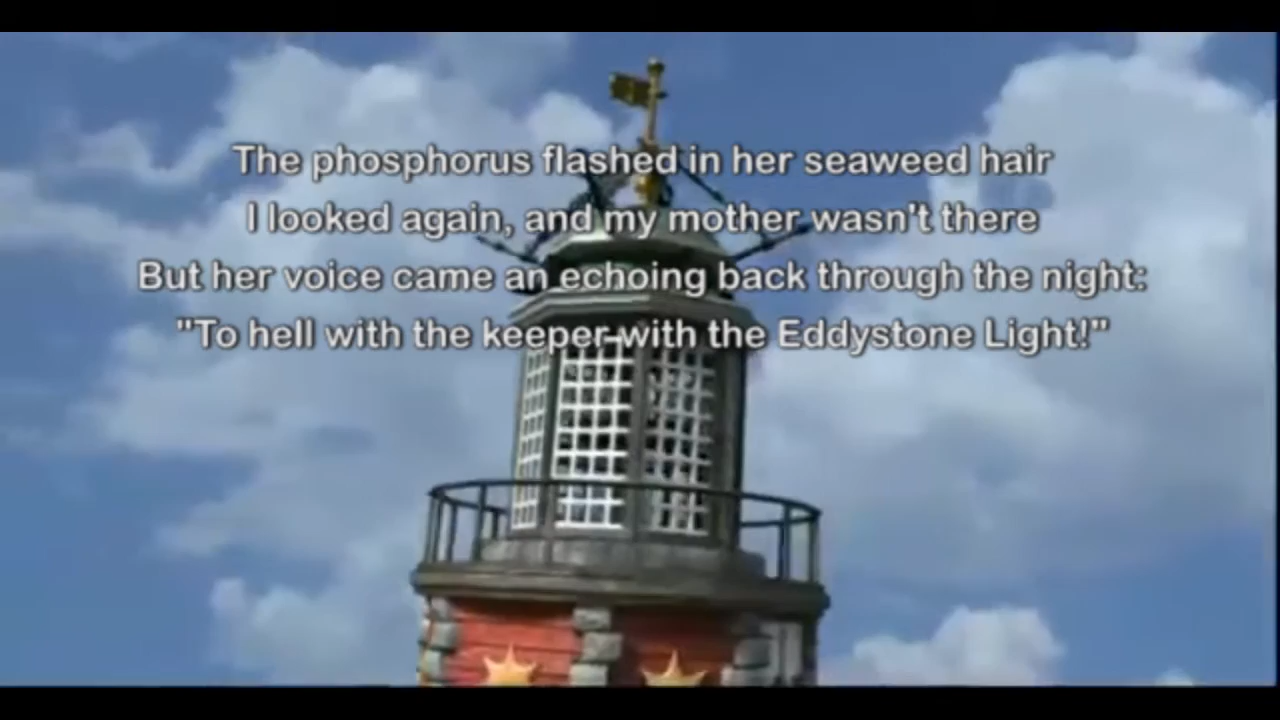 The phosphorus flashed in her seaweed hair
I looked again, and my mother wasn't there
But her voice came an echoing back through the night:
"To hell with the keeper with the Eddystone Light!"